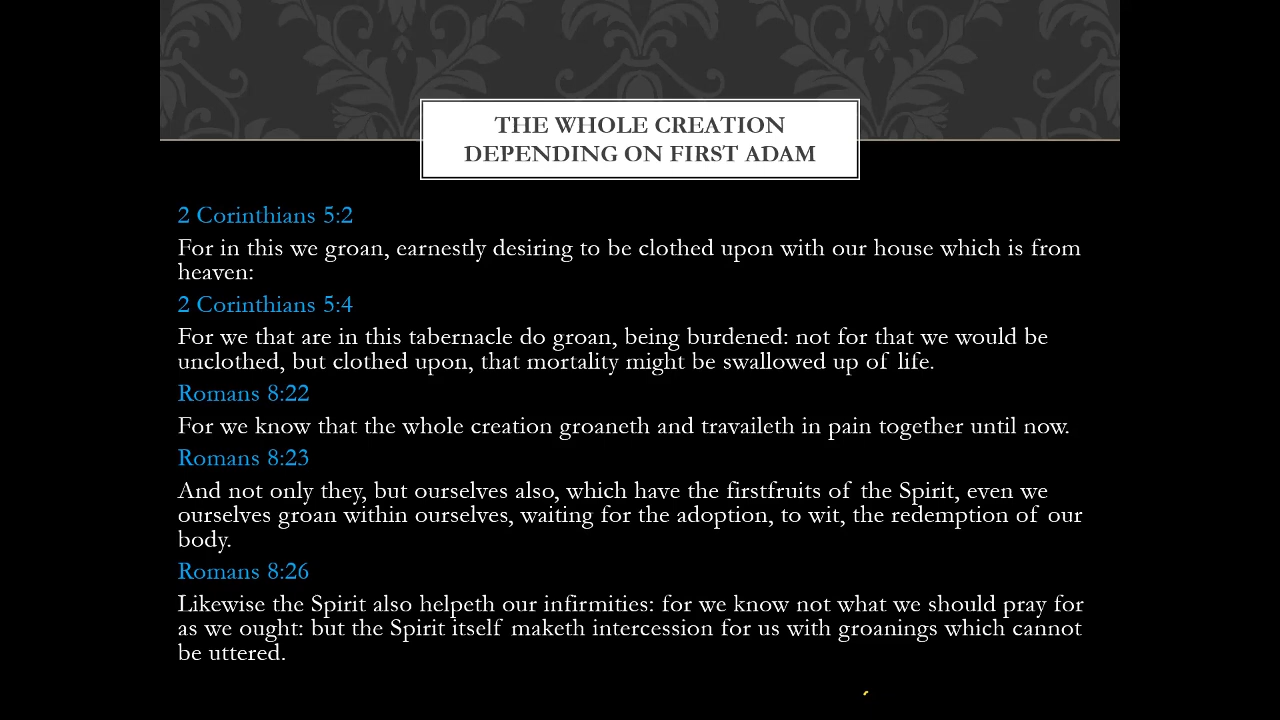 THE WHOLE CREATION
DEPENDING ON FIRST ADAM
2 Corinthians 5:2
For in this we groan, earnestly desiring to be clothed upon with our house which is from
heaven:
2 Corinthians 5:4
For we that are in this tabernacle do groan, being burdened: not for that we would be
unclothed, but clothed upon, that mortality might be swallowed up of life.
Romans 8:22
For we know that the whole creation groaneth and travaileth in pain together until now.
Romans 8:23
And not only they, but ourselves also, which have the firstfruits of the Spirit, even we
ourselves groan within ourselves, waiting for the adoption, to wit, the redemption of our
body.
Romans 8:26
Likewise the Spirit also helpeth our infirmities: for we know not what we should pray for
as we ought: but the Spirit itself maketh intercession for us with groanings which cannot
be uttered.